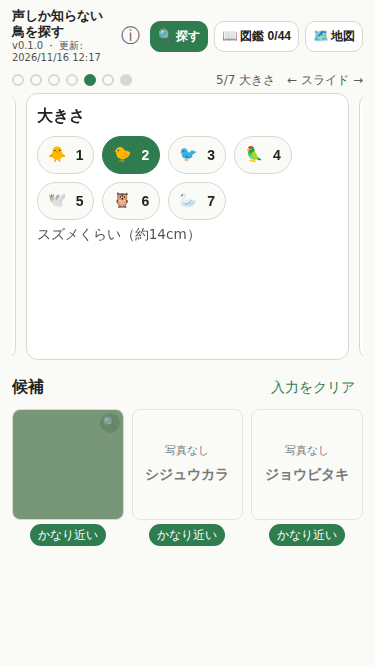 声しか知らない
鳥を探す
v0.1.0 · 更新:
2026/11/16 12:17
ⓘ
🔍 探す
📖 図鑑 0/44
🗺️ 地図
5/7 大きさ ← スライド →
大きさ
🐥 1
🐤 2
🐦 3
🦜 4
🕊️ 5
🦉 6
🦢 7
スズメくらい（約14cm）
候補
入力をクリア
写真なし
シジュウカラ
写真なし
ジョウビタキ
かなり近い
かなり近い
かなり近い